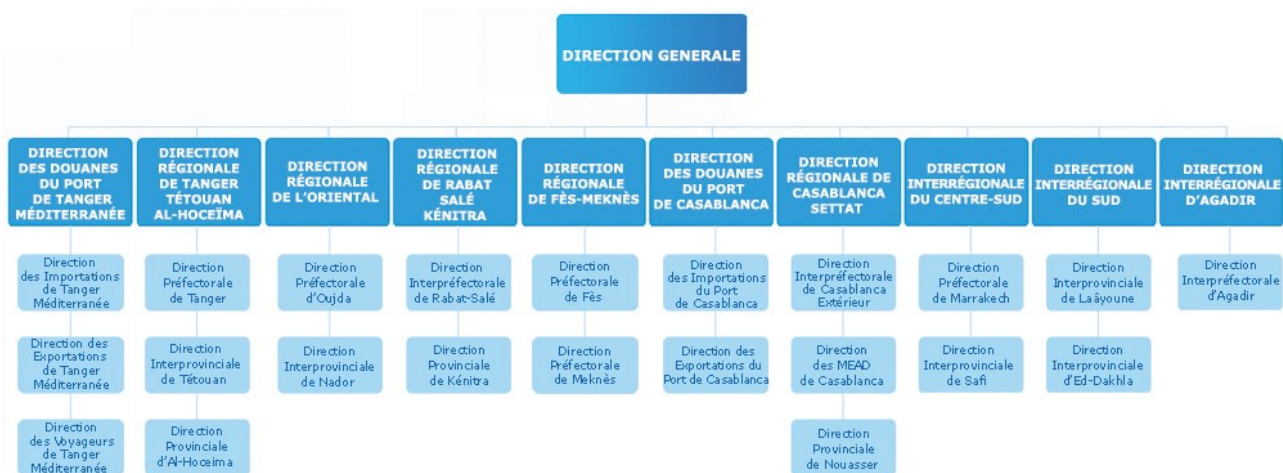 DIRECTION GENERALE
DIRECTION
DES DOUANES
DU PORT
DE TANGER
MÉDITERRANÉE
DIRECTION
RÉGIONALE
DE TANGER
TÉTOUAN
AL-HOCEÏMA
DIRECTION
RÉGIONALE
DE L'ORIENTAL
DIRECTION
RÉGIONALE
DE RABAT
SALÉ
KÉNITRA
DIRECTION
RÉGIONALE
DE FÈS-MEKNÈS
DIRECTION
DES DOUANES
DU PORT
DE CASABLANCA
DIRECTION
RÉGIONALE DE
CASABLANCA
SETTAT
DIRECTION
INTERRÉGIONALE
DU CENTRE-SUD
DIRECTION
INTERRÉGIONALE
DU SUD
DIRECTION
INTERRÉGIONALE
D'AGADIR
Direction
des Importations
de Tanger
Méditerranée
Direction
Préfectorale
de Tanger
Direction
Préfectorale
d'Oujda
Direction
Interpréfectorale
de Rabat-Salé
Direction
Préfectorale
de Fès
Direction
des Importations
du Port
de Casablanca
Direction
Interpréfectorale
de Casablanca
Extérieur
Direction
Préfectorale
de Marrakech
Direction
Interprovinciale
de Laâyoune
Direction
Interpréfectorale
d'Agadir
Direction des
Exportations
de Tanger
Méditerranée
Direction
Interprovinciale
de Tétouan
Direction
Interprovinciale
de Nador
Direction
Provinciale
de Kénitra
Direction
Préfectorale
de Meknès
Direction des
Exportations du
Port de Casablanca
Direction
des MEAD
de Casablanca
Direction
Interprovinciale
de Safi
Direction
Interprovinciale
d'Ed-Dakhla
Direction
des Voyageurs
de Tanger
Méditerranée
Direction
Provinciale
d'Al-Hoceima
Direction
Provinciale
de Nouasser